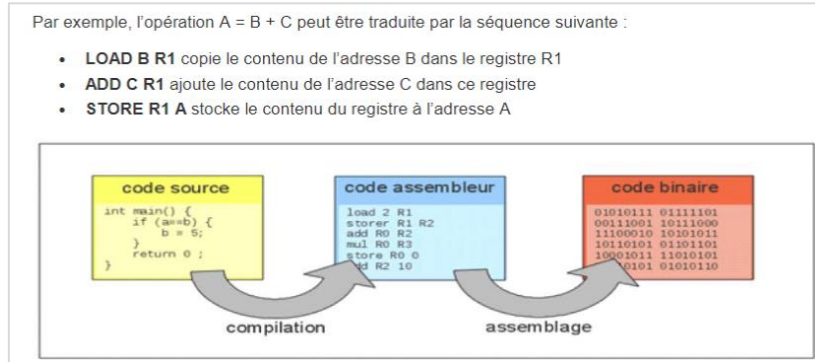 Par exemple, l'opération A = B + C peut être traduite par la séquence suivante :
• LOAD B R1 copie le contenu de l'adresse B dans le registre R1
• ADD C R1 ajoute le contenu de l'adresse C dans ce registre
• STORE R1 A stocke le contenu du registre à l'adresse A
code source
int main() {
if (a==b) {
b = 5;
}
return 0 ;
}
code assembleur
load 2 R1
storer R1 R2
add R0 R2
mul R0 R3
store R0 0
R2 10
code binaire
01010111 01111101
00111001 10111000
11100010 10101011
10110101 01101101
10001011 11010101
01010110
compilation
assemblage